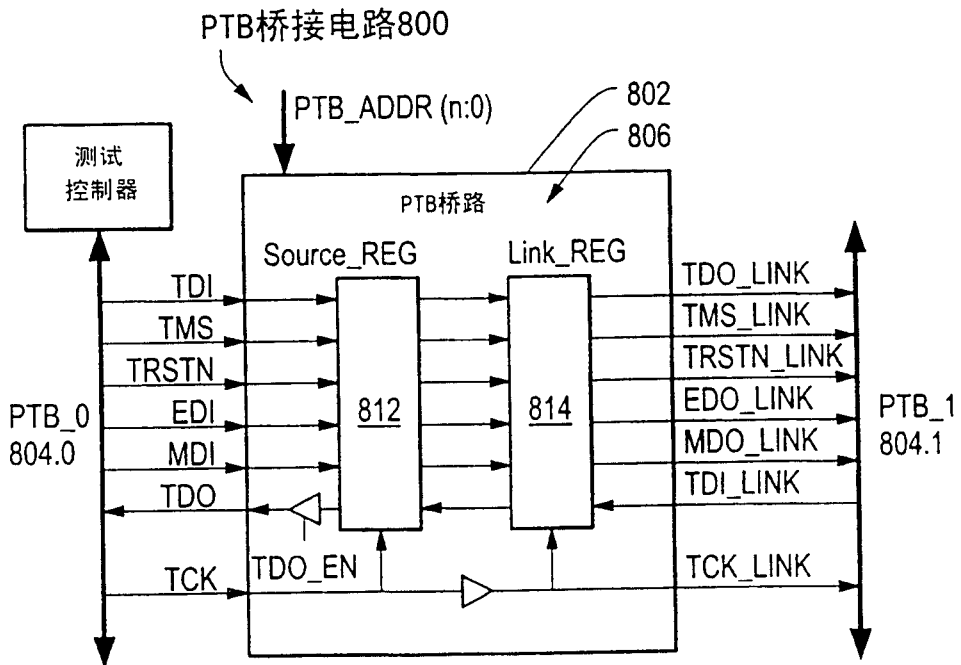 PTB桥接电路800
PTB_ADDR (n:0)
802
806
测试
控制器
PTB桥路
Source_REG
Link_REG
TDI
TMS
TRSTN
EDI
MDI
TDO
TCK
PTB_0
804.0
812
814
TDO_EN
TDO_LINK
TMS_LINK
TRSTN_LINK
EDO_LINK
MDO_LINK
TDI_LINK
TCK_LINK
PTB_1
804.1